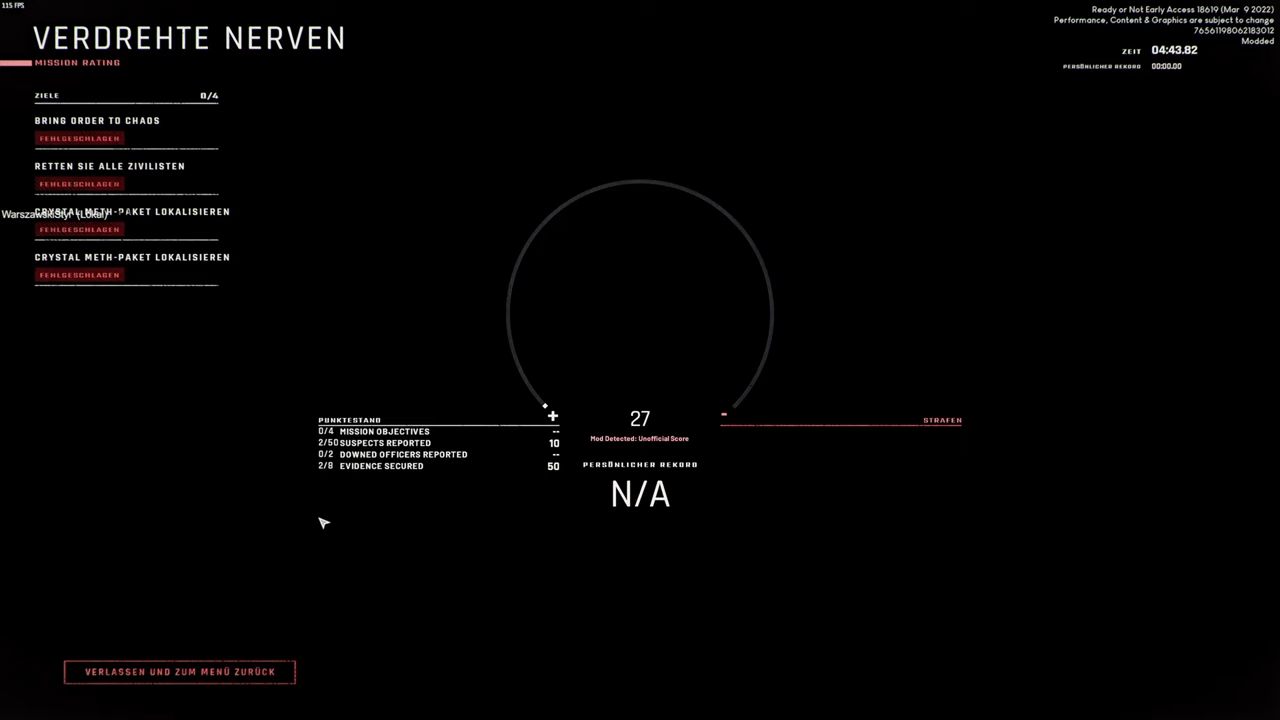 115 FPS
Ready or Not Early Access 18619 (Mar 9 2022)
Performance, Content & Graphics are subject to change
76561198062183012
Modded
VERDREHTE NERVEN
MISSION RATING
ZEIT 04:43.82
PERSÖNLICHER REKORD 00:00.00
ZIELE 0/4
BRING ORDER TO CHAOS
FEHLGESCHLAGEN
RETTEN SIE ALLE ZIVILISTEN
FEHLGESCHLAGEN
CRYSTAL METH-PAKET LOKALISIEREN
(Lokal)
FEHLGESCHLAGEN
CRYSTAL METH-PAKET LOKALISIEREN
FEHLGESCHLAGEN
PUNKTESTAND +
0/4 MISSION OBJECTIVES --
2/50 SUSPECTS REPORTED 10
0/2 DOWNED OFFICERS REPORTED --
2/8 EVIDENCE SECURED 50
27
Mod Detected: Unofficial Score
PERSÖNLICHER REKORD
N/A
- STRAFEN
VERLASSEN UND ZUM MENÜ ZURÜCK